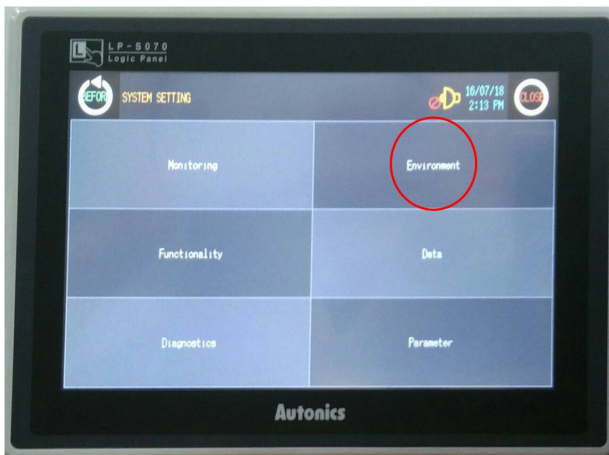 LP-S070
Logic Panel
BEFOR
SYSTEM SETTING
16/07/18
2:13 PM
CLOSE
Monitoring
Environment
Functionality
Data
Diagnostics
Parameter
Autonics